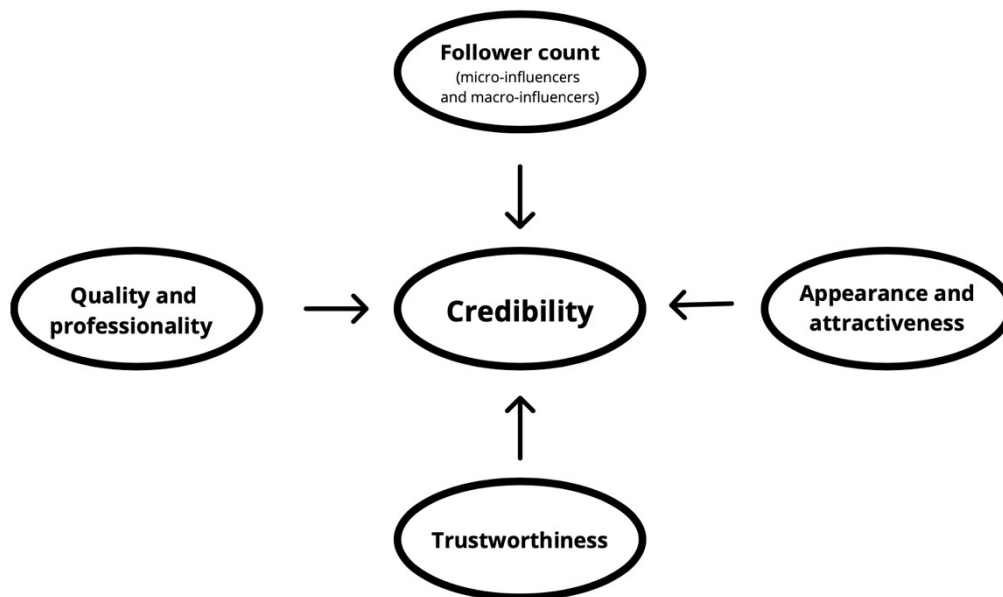 Follower count
(micro-influencers
and macro-influencers)
Quality and
professionality
Credibility
Appearance and
attractiveness
Trustworthiness